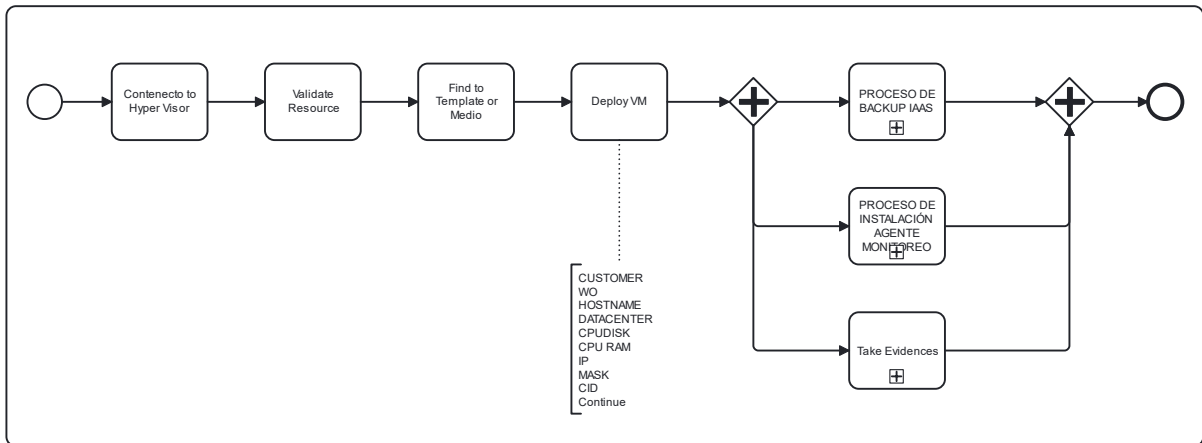 Contenecto to
Hyper Visor
Validate
Resource
Find to
Template or
Medio
Deploy VM
PROCESO DE
BACKUP IAAS
PROCESO DE
INSTALACIÓN
AGENTE
MONITOREO
CUSTOMER
WO
HOSTNAME
DATACENTER
CPUDISK
CPU RAM
IP
MASK
CID
Continue
Take Evidences